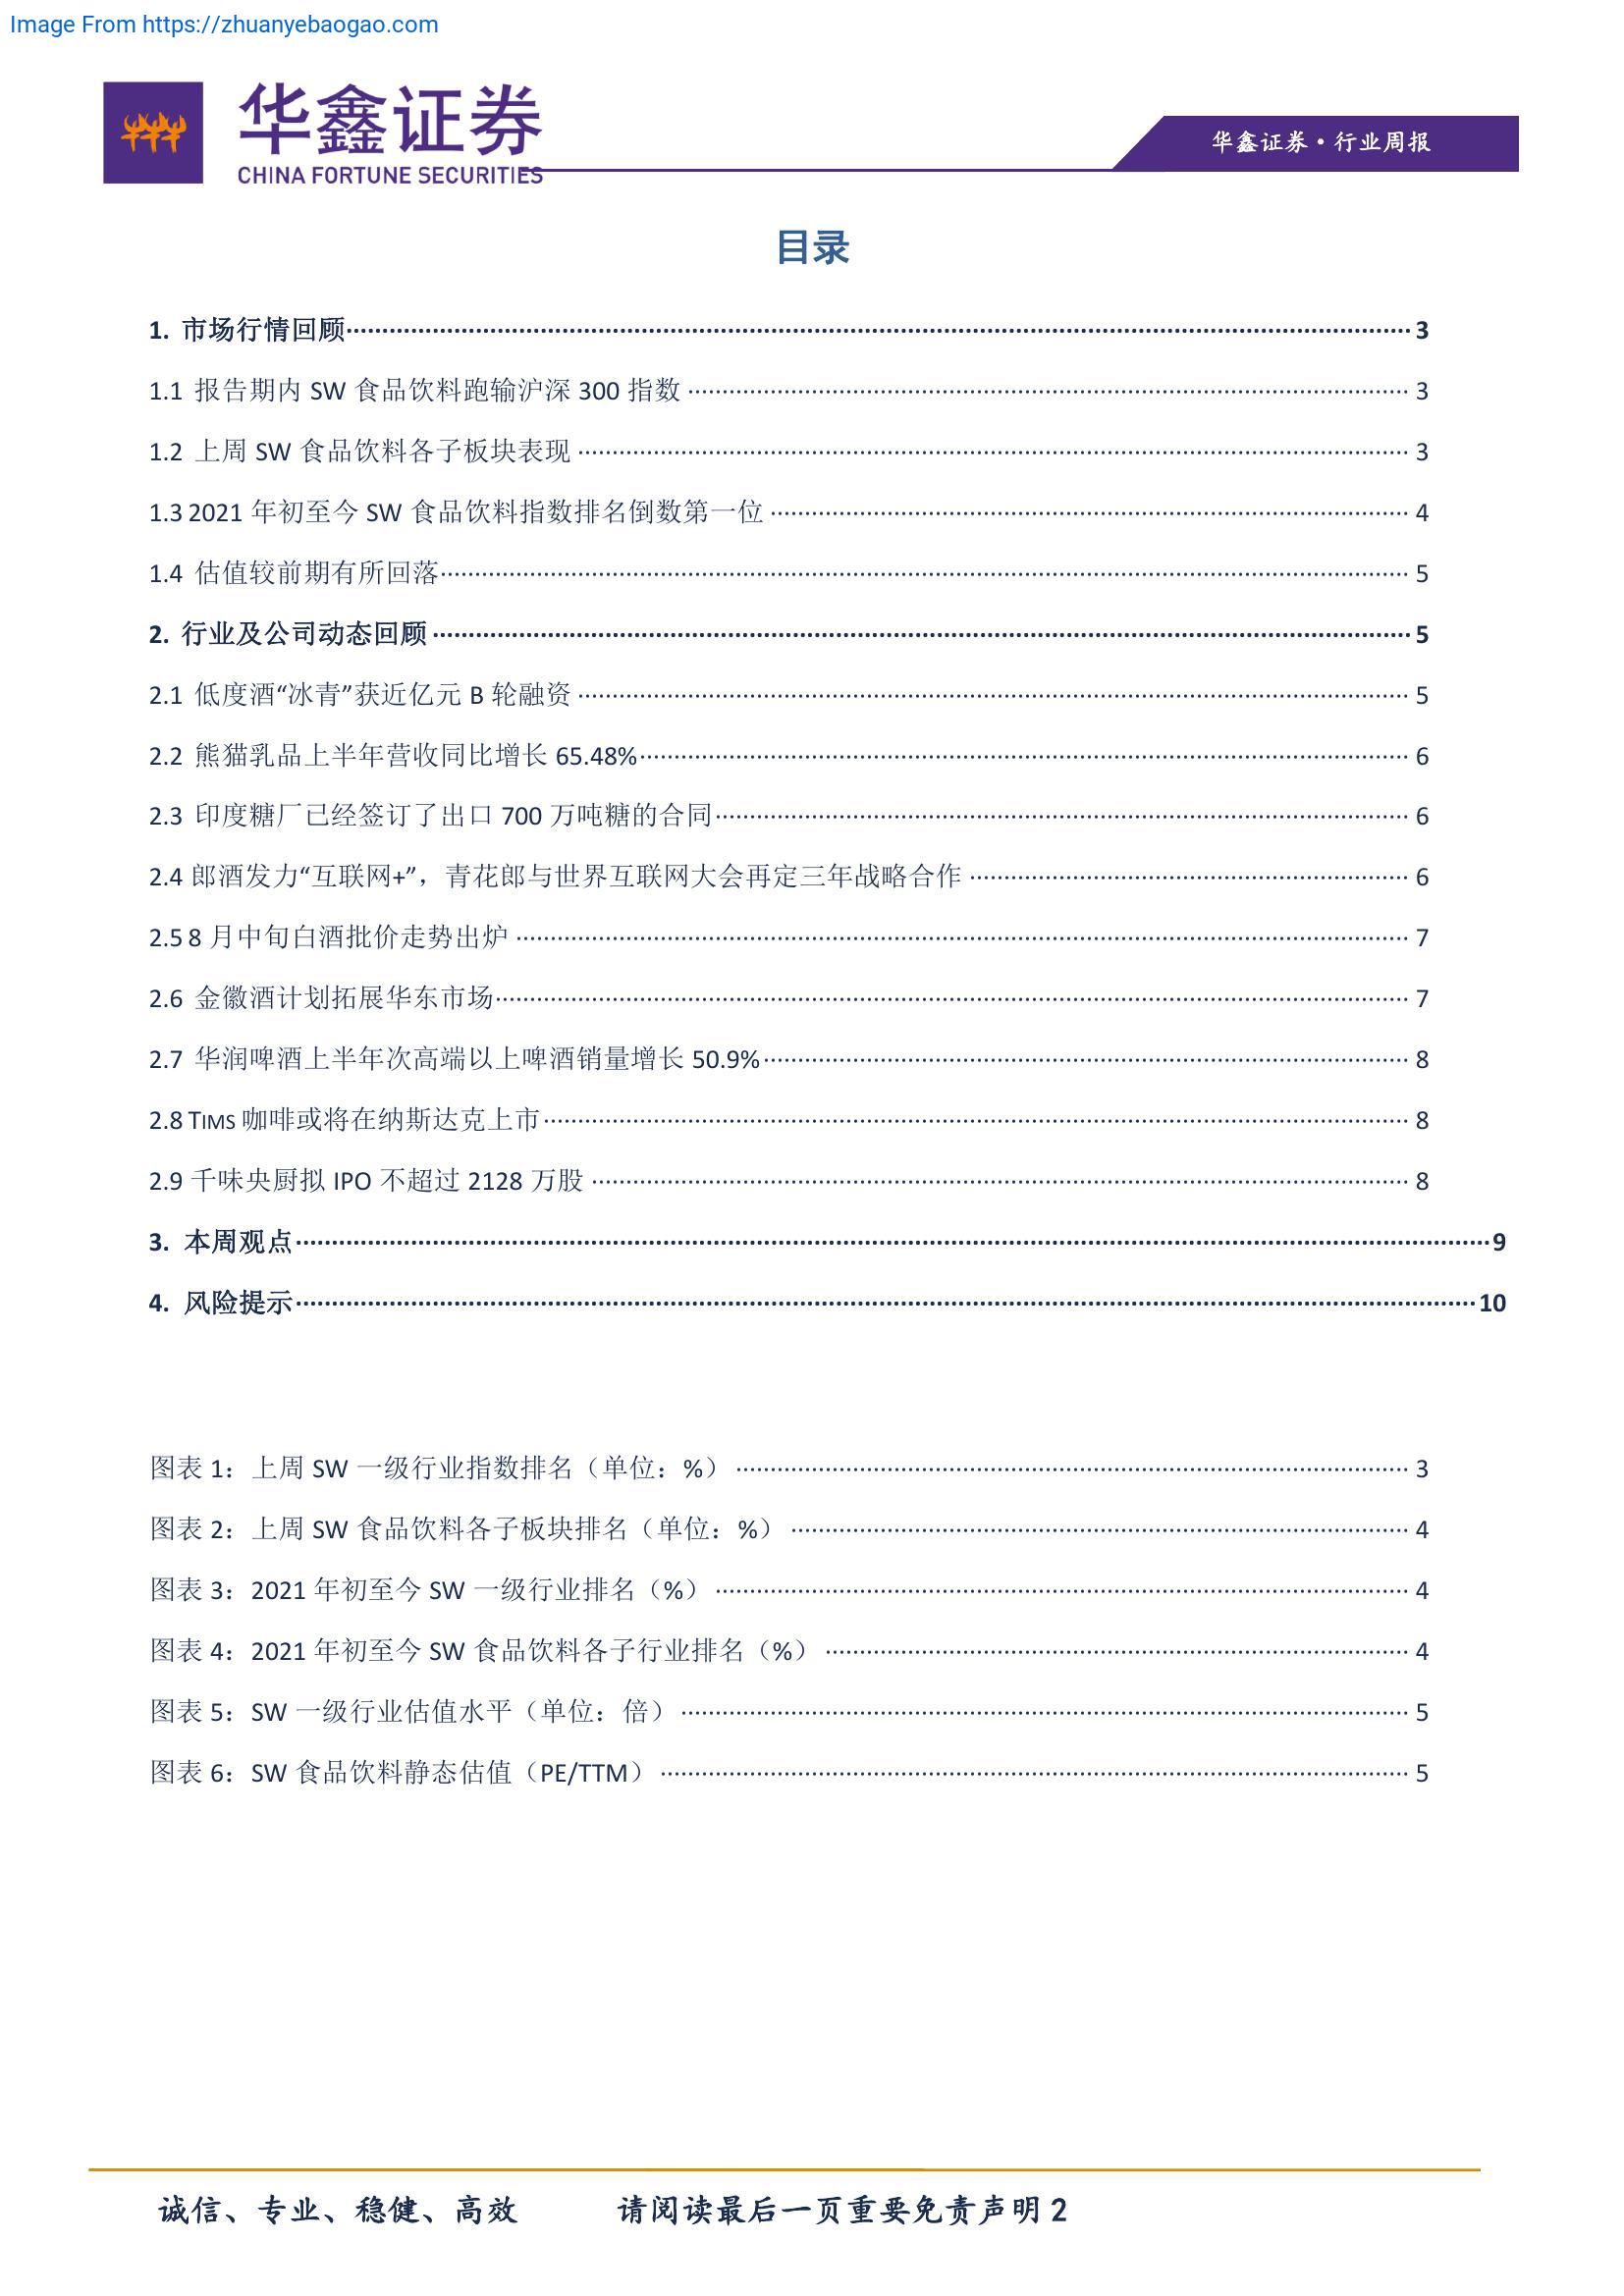 Image From https://zhuanyebaogao.com
华鑫证券
CHINA FORTUNE SECURITIES
华鑫证券·行业周报
目录
1. 市场行情回顾 3
1.1 报告期内 SW 食品饮料跑输沪深 300 指数 3
1.2 上周 SW 食品饮料各子板块表现 3
1.3 2021 年初至今 SW 食品饮料指数排名倒数第一位 4
1.4 估值较前期有所回落 5
2. 行业及公司动态回顾 5
2.1 低度酒“冰青”获近亿元 B 轮融资 5
2.2 熊猫乳品上半年营收同比增长 65.48% 6
2.3 印度糖厂已经签订了出口 700 万吨糖的合同 6
2.4 郎酒发力“互联网+”，青花郎与世界互联网大会再定三年战略合作 6
2.5 8 月中旬白酒批价走势出炉 7
2.6 金徽酒计划拓展华东市场 7
2.7 华润啤酒上半年次高端以上啤酒销量增长 50.9% 8
2.8 Tims 咖啡或将在纳斯达克上市 8
2.9 千味央厨拟 IPO 不超过 2128 万股 8
3. 本周观点 9
4. 风险提示 10
图表 1：上周 SW 一级行业指数排名（单位：%） 3
图表 2：上周 SW 食品饮料各子板块排名（单位：%） 4
图表 3：2021 年初至今 SW 一级行业排名（%） 4
图表 4：2021 年初至今 SW 食品饮料各子行业排名（%） 4
图表 5：SW 一级行业估值水平（单位：倍） 5
图表 6：SW 食品饮料静态估值（PE/TTM） 5
诚信、专业、稳健、高效 请阅读最后一页重要免责声明 2